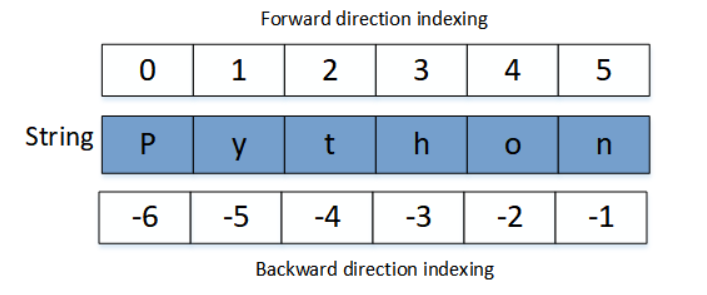 Forward direction indexing
0 1 2 3 4 5
String P y t h o n
-6 -5 -4 -3 -2 -1
Backward direction indexing